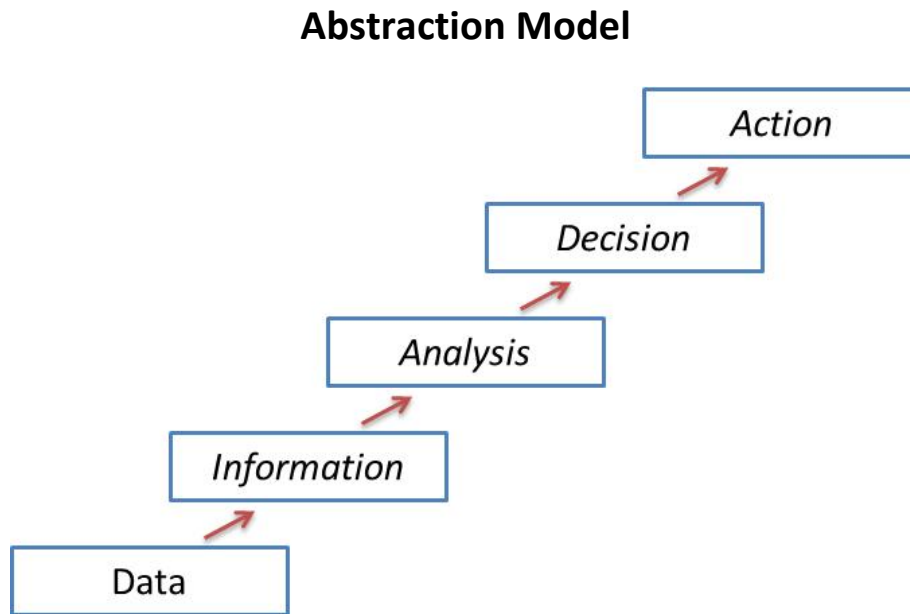 Abstraction Model
Action
Decision
Analysis
Information
Data